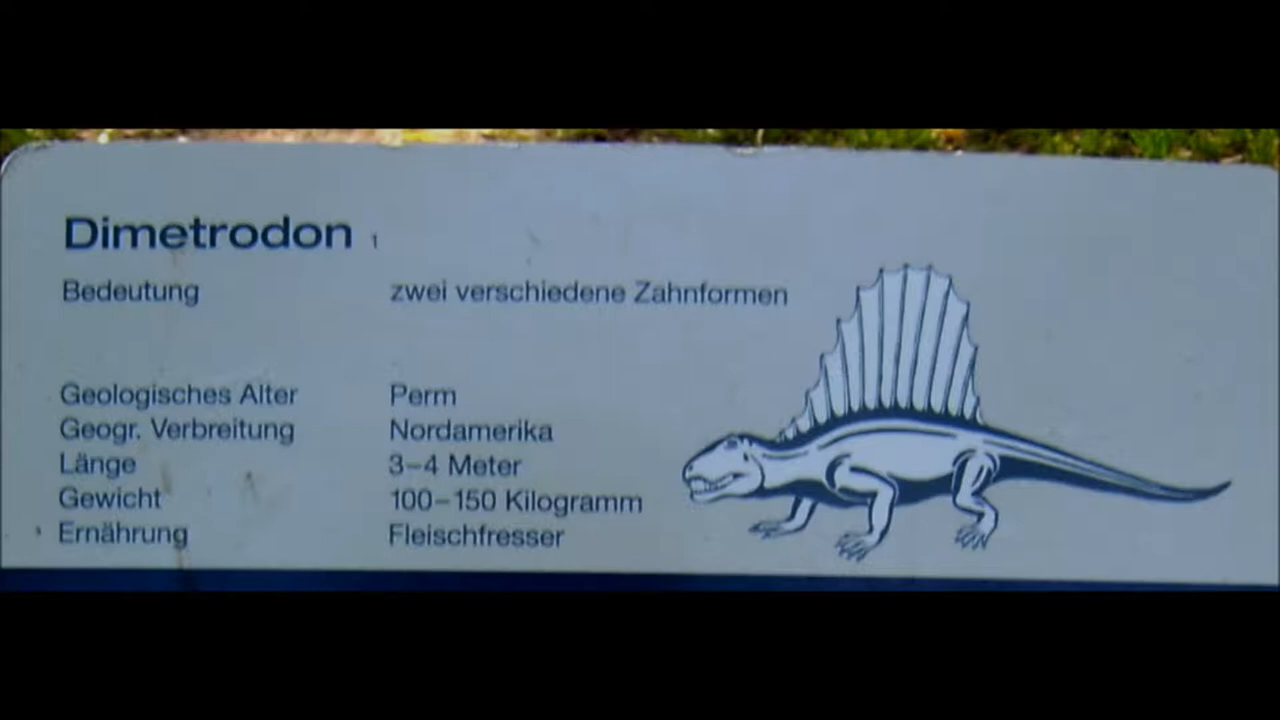 Dimetrodon 1
Bedeutung zwei verschiedene Zahnformen
Geologisches Alter Perm
Geogr. Verbreitung Nordamerika
Länge 3–4 Meter
Gewicht 100–150 Kilogramm
Ernährung Fleischfresser